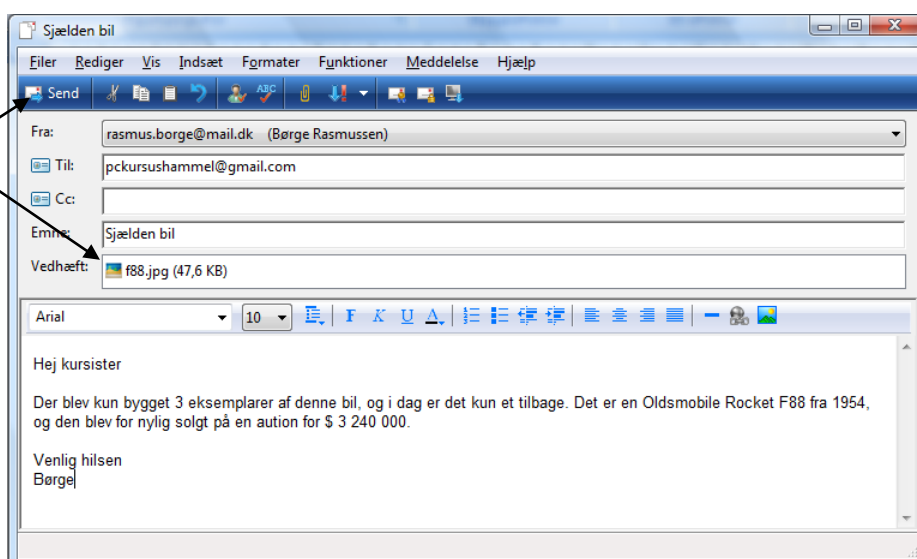 Sjælden bil
Filer Rediger Vis Indsæt Formater Funktioner Meddelelse Hjælp
Send ABC
Fra: rasmus.borge@mail.dk (Børge Rasmussen)
Til: pckursushammel@gmail.com
Cc:
Emne: Sjælden bil
Vedhæft: f88.jpg (47,6 KB)
Arial 10 F K U A
Hej kursister
Der blev kun bygget 3 eksemplarer af denne bil, og i dag er det kun et tilbage. Det er en Oldsmobile Rocket F88 fra 1954,
og den blev for nylig solgt på en aution for $ 3 240 000.
Venlig hilsen
Børge